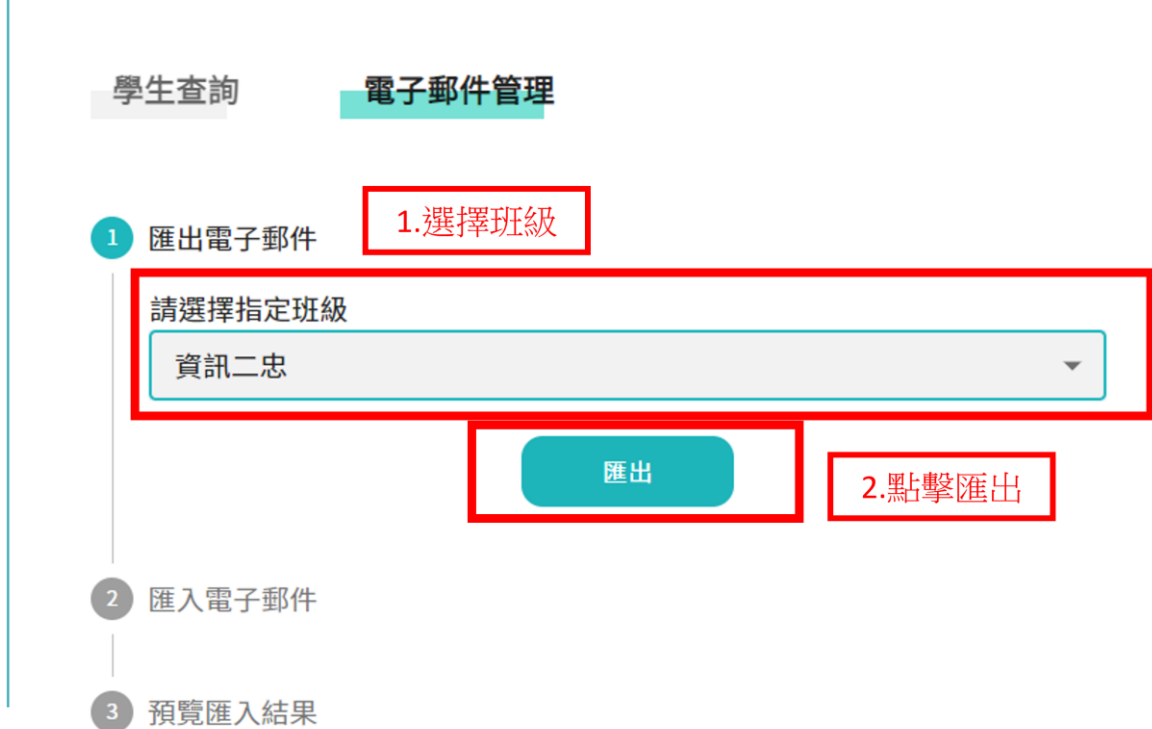 學生查詢 電子郵件管理
1.選擇班級
1 匯出電子郵件
請選擇指定班級
資訊二忠
匯出
2.點擊匯出
2 匯入電子郵件
3 預覽匯入結果